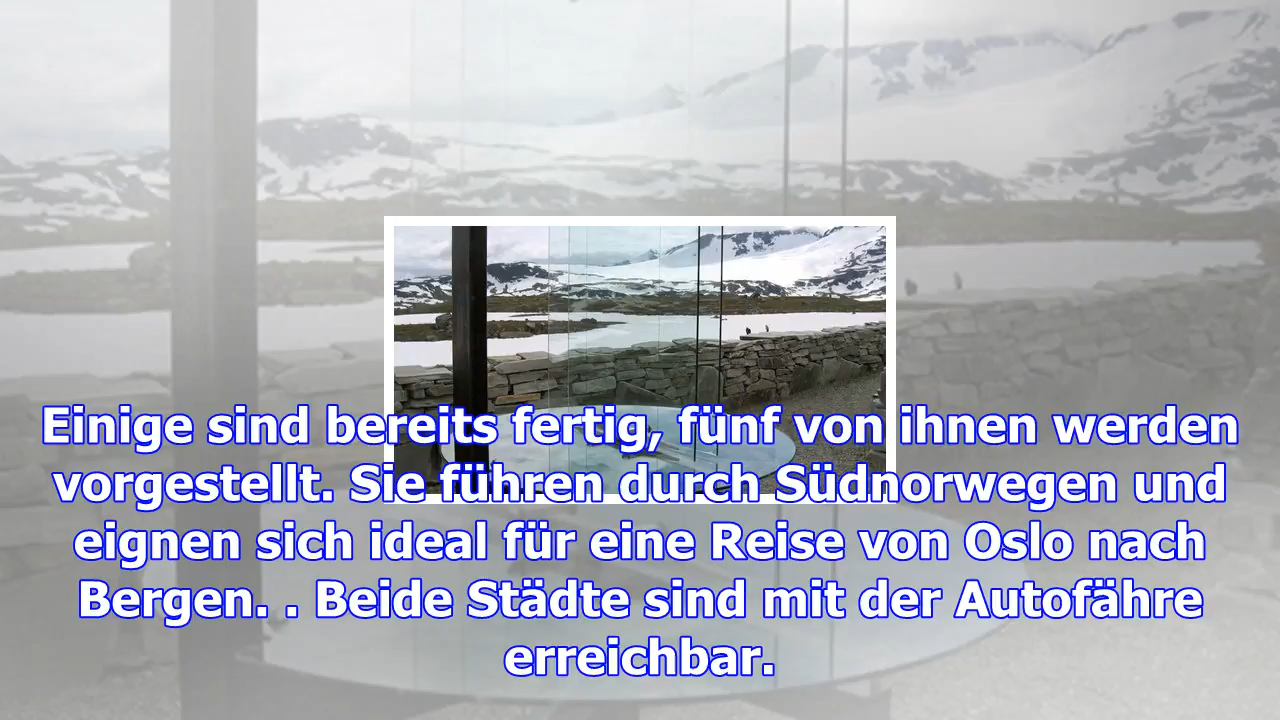 Einige sind bereits fertig, fünf von ihnen werden
vorgestellt. Sie führen durch Südnorwegen und
eignen sich ideal für eine Reise von Oslo nach
Bergen. . Beide Städte sind mit der Autofähre
erreichbar.